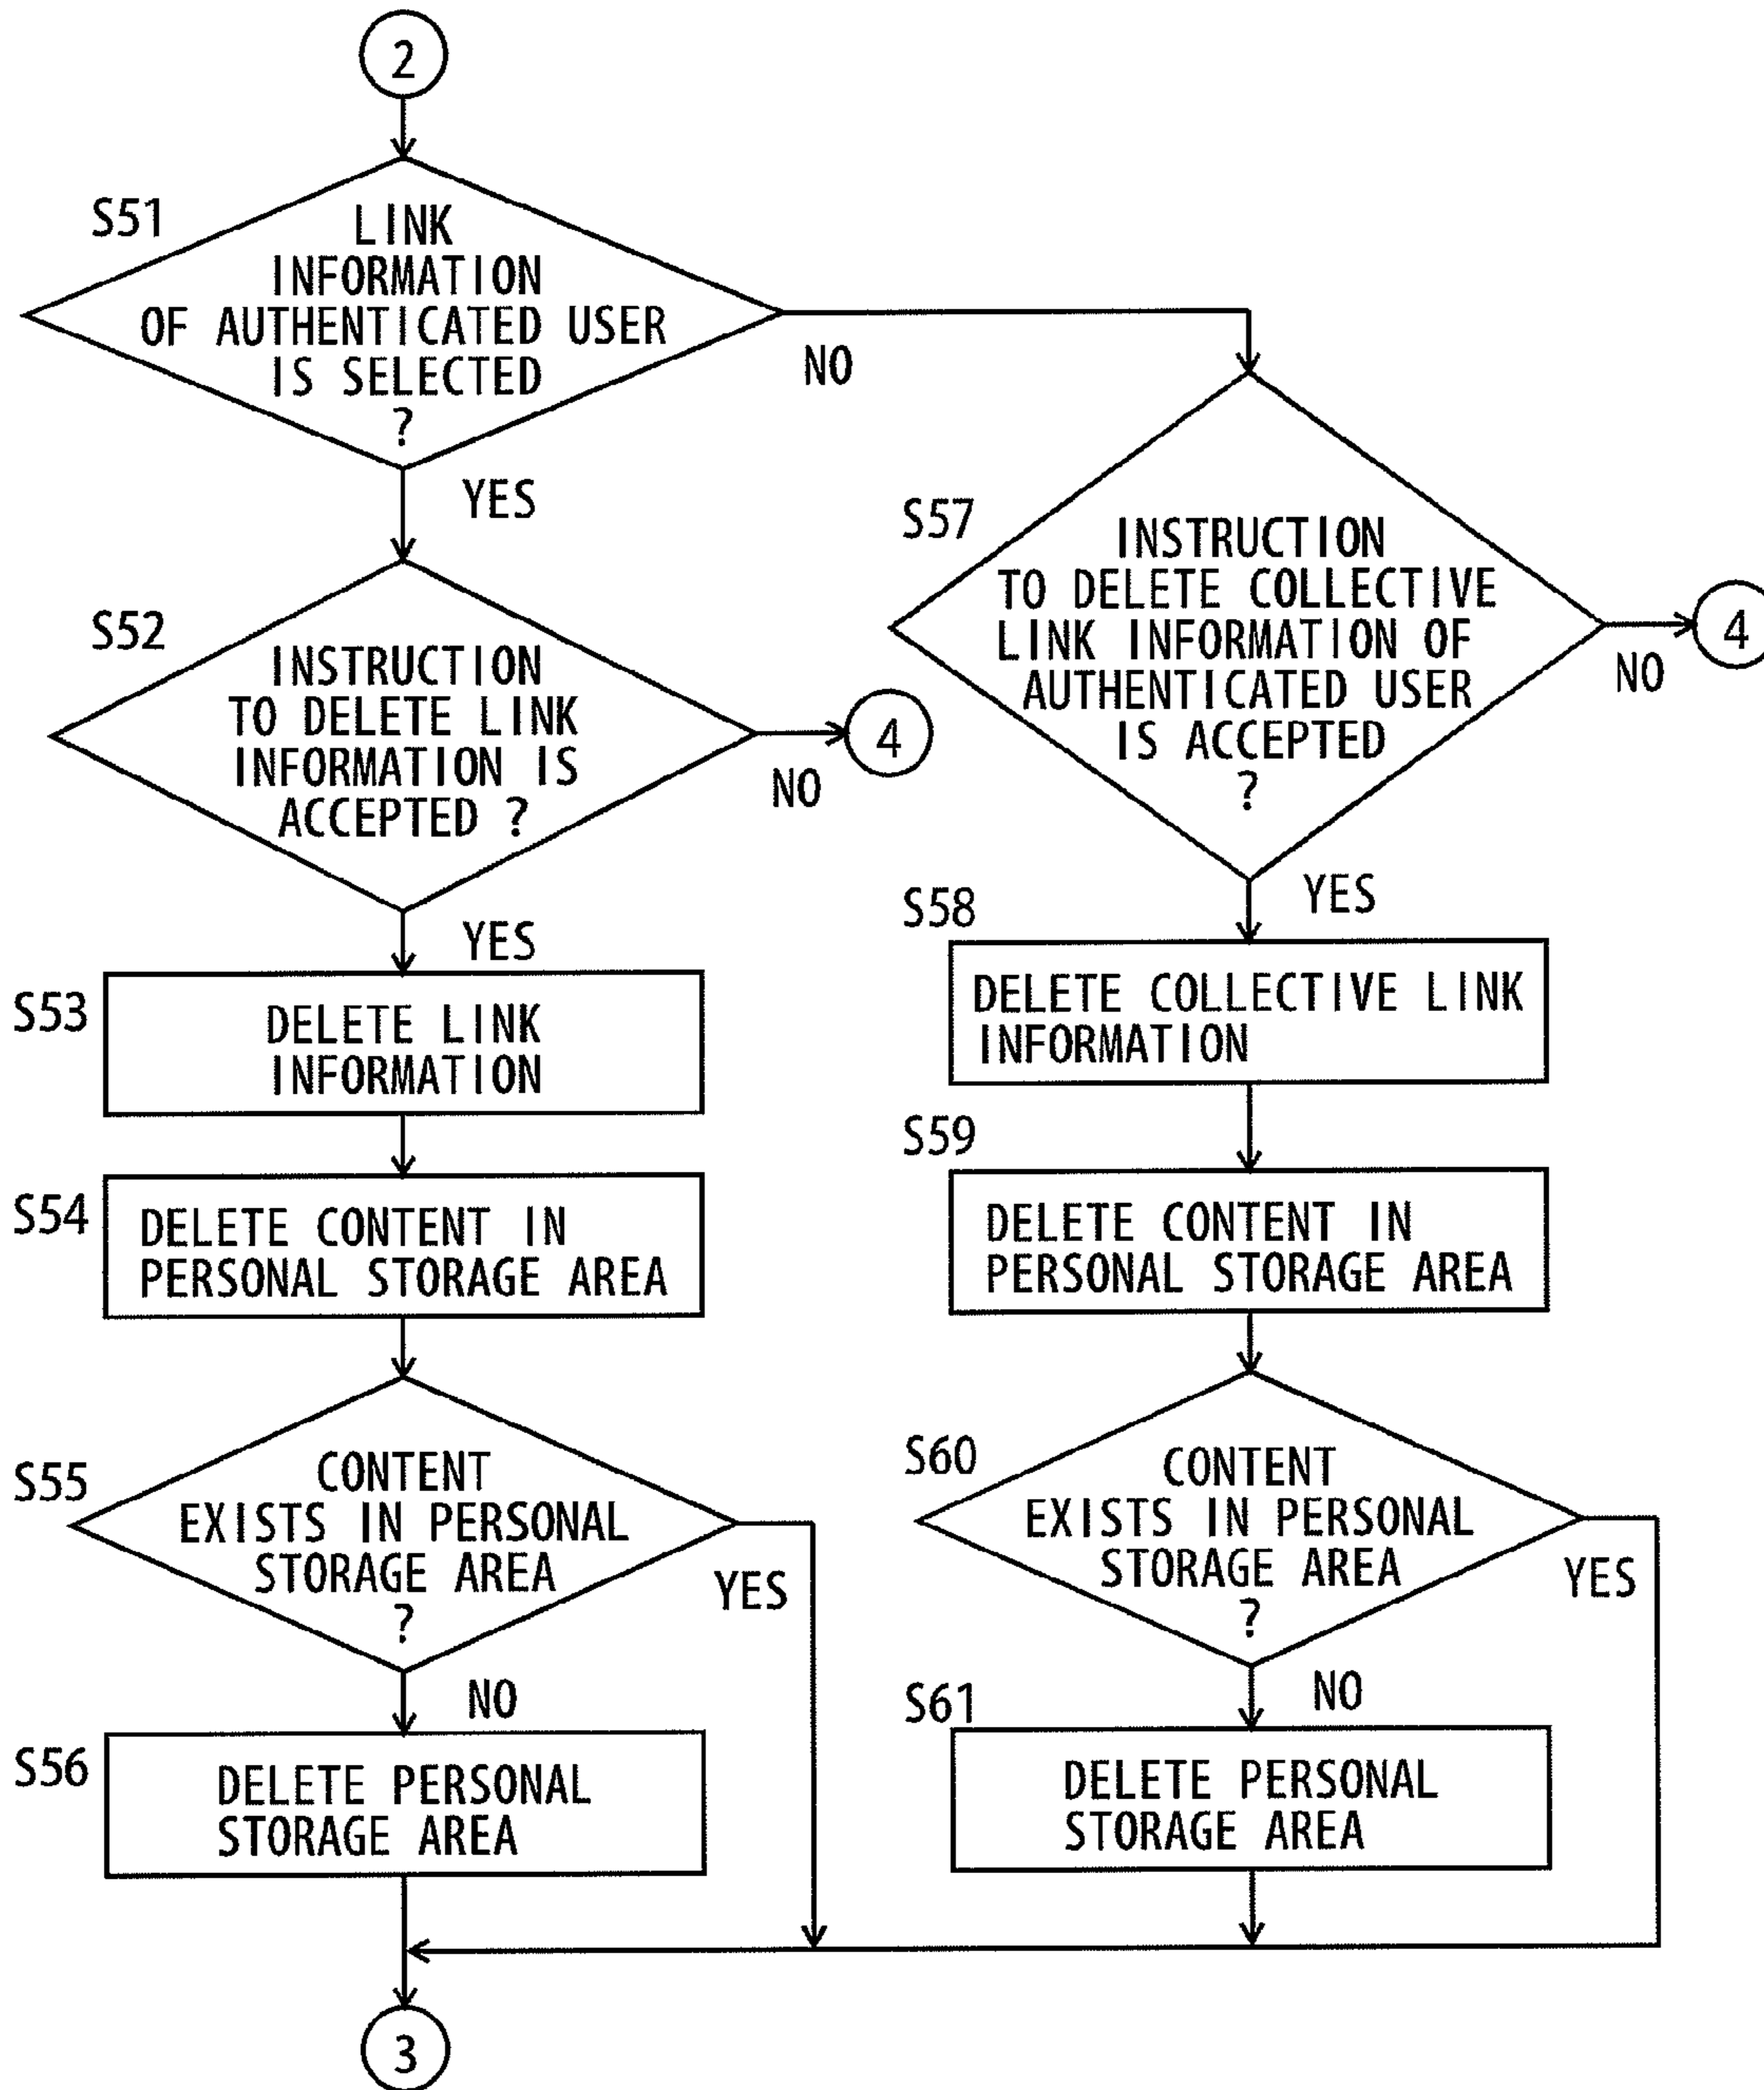 2
S51
LINK
INFORMATION
OF AUTHENTICATED USER
IS SELECTED
?
NO
YES
S52
INSTRUCTION
TO DELETE LINK
INFORMATION IS
ACCEPTED ?
NO
4
YES
S53
DELETE LINK
INFORMATION
S54
DELETE CONTENT IN
PERSONAL STORAGE AREA
S55
CONTENT
EXISTS IN PERSONAL
STORAGE AREA
?
YES
NO
S56
DELETE PERSONAL
STORAGE AREA
S57
INSTRUCTION
TO DELETE COLLECTIVE
LINK INFORMATION OF
AUTHENTICATED USER
IS ACCEPTED
?
NO
4
YES
S58
DELETE COLLECTIVE LINK
INFORMATION
S59
DELETE CONTENT IN
PERSONAL STORAGE AREA
S60
CONTENT
EXISTS IN PERSONAL
STORAGE AREA
?
YES
NO
S61
DELETE PERSONAL
STORAGE AREA
3